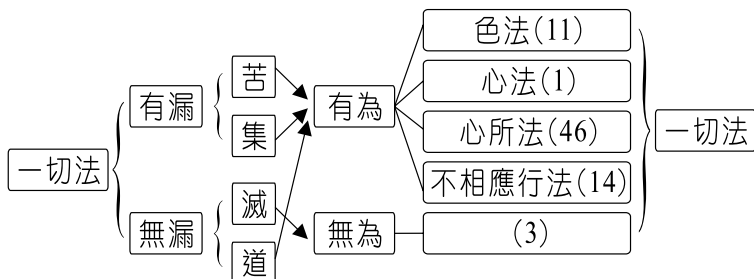 一切法
有漏
無漏
苦
集
滅
道
有為
無為
色法(11)
心法(1)
心所法(46)
不相應行法(14)
(3)
一切法